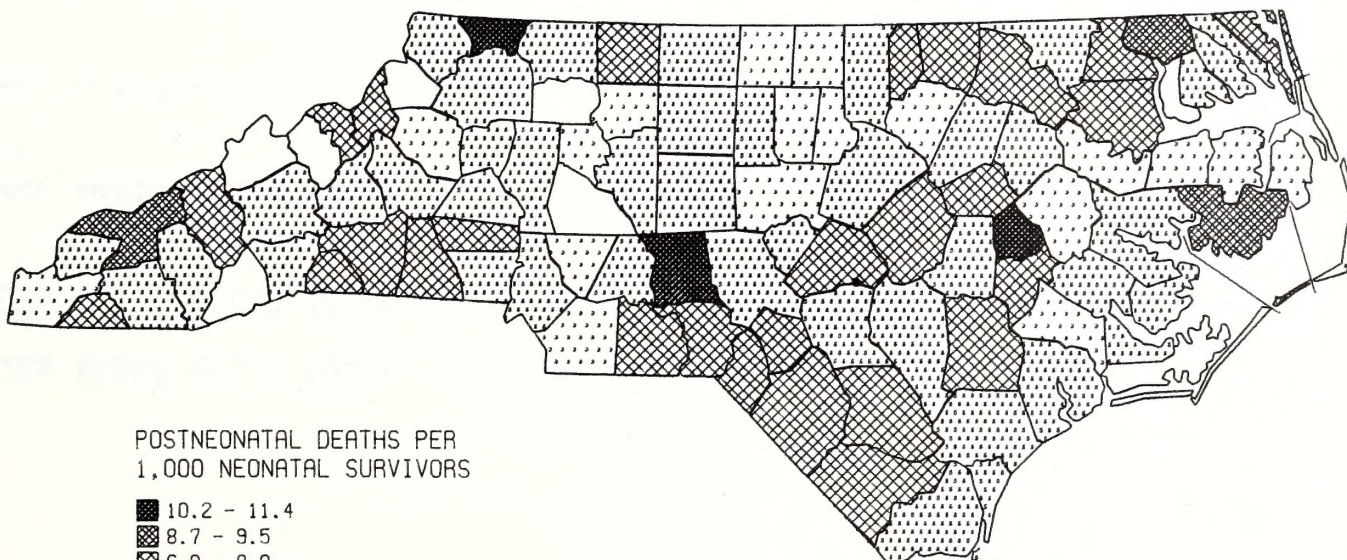 POSTNEONATAL DEATHS PER
1,000 NEONATAL SURVIVORS
10.2 - 11.4
8.7 - 9.5